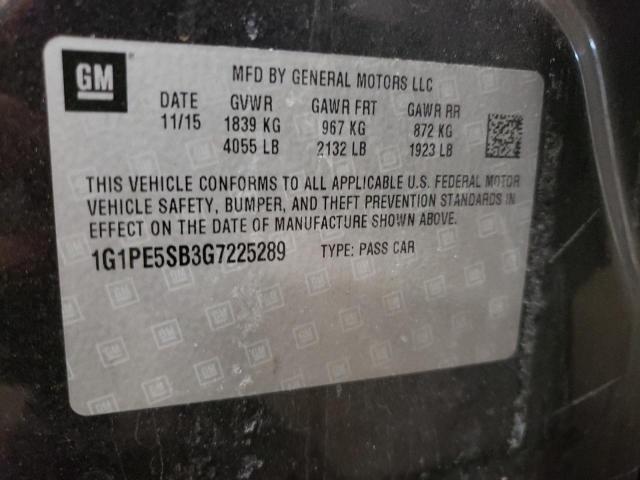 GM
MFD BY GENERAL MOTORS LLC
DATE GVWR GAWR FRT GAWR RR
11/15 1839 KG 967 KG 872 KG
4055 LB 2132 LB 1923 LB
THIS VEHICLE CONFORMS TO ALL APPLICABLE U.S. FEDERAL MOTOR
VEHICLE SAFETY, BUMPER, AND THEFT PREVENTION STANDARDS IN
EFFECT ON THE DATE OF MANUFACTURE SHOWN ABOVE.
1G1PE5SB3G7225289 TYPE: PASS CAR